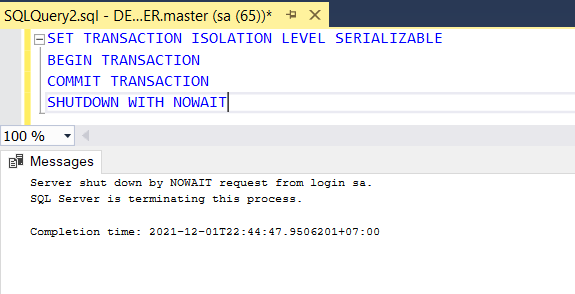 SQLQuery2.sql - DE...ER.master (sa (65))*
SET TRANSACTION ISOLATION LEVEL SERIALIZABLE
BEGIN TRANSACTION
COMMIT TRANSACTION
SHUTDOWN WITH NOWAIT
100 %
Messages
Server shut down by NOWAIT request from login sa.
SQL Server is terminating this process.
Completion time: 2021-12-01T22:44:47.9506201+07:00